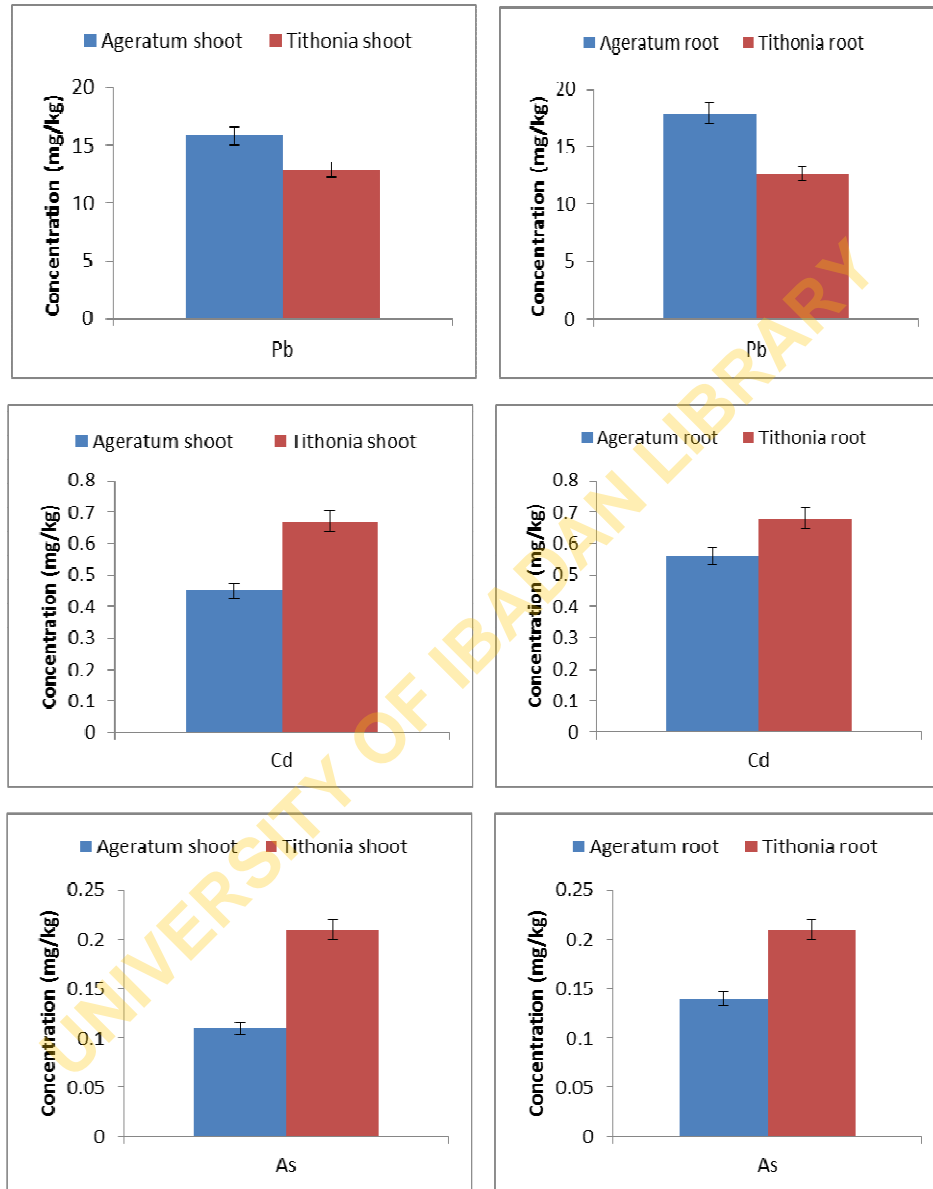 Ageratum shoot Tithonia shoot
Concentration (mg/kg)
20
15
10
5
0
Pb
Ageratum root Tithonia root
Concentration (mg/kg)
20
15
10
5
0
Pb
Ageratum shoot Tithonia shoot
Concentration (mg/kg)
0.8
0.7
0.6
0.5
0.4
0.3
0.2
0.1
0
Cd
Ageratum root Tithonia root
Concentration (mg/kg)
0.8
0.7
0.6
0.5
0.4
0.3
0.2
0.1
0
Cd
Ageratum shoot Tithonia shoot
Concentration (mg/kg)
0.25
0.2
0.15
0.1
0.05
0
As
Ageratum root Tithonia root
Concentration (mg/kg)
0.25
0.2
0.15
0.1
0.05
0
As
UNIVERSITY OF IBADAN LIBRARY